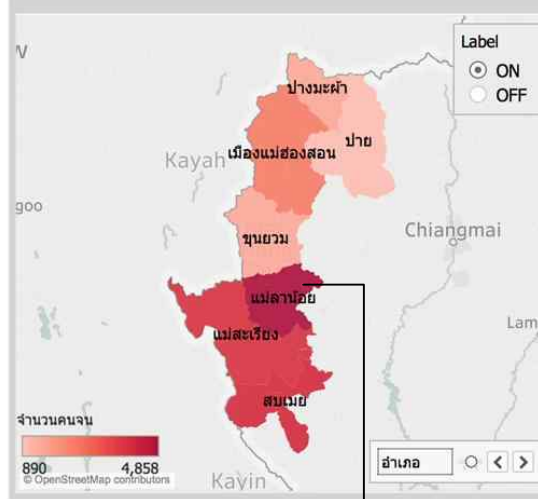 Label
ON
OFF
ปางมะผ้า
ปาย
เมืองแม่ฮ่องสอน
Kayah
goo
Chiangmai
ขุนยวม
แม่ลาน้อย
แม่สะเรียง
Lam
สบเมย
จำนวนคนจน
890 4,858
© OpenStreetMap contributors
Kayin
อำเภอ